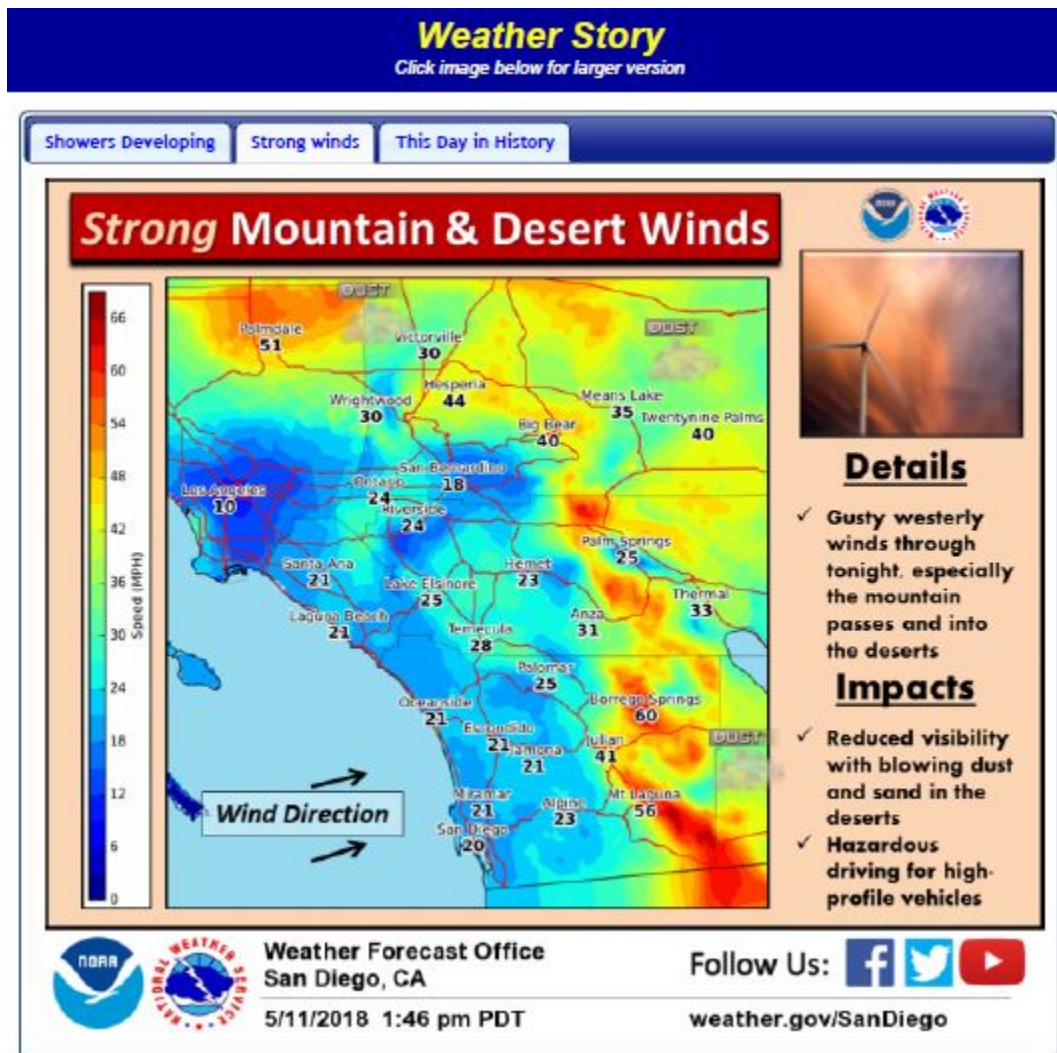 Weather Story
Click image below for larger version
Showers Developing
Strong winds
This Day in History
Strong Mountain & Desert Winds
66
60
54
48
42
36
30
24
18
12
6
0
Speed (MPH)
DUST
Palmdale
51
Victorville
30
DUST
Hesperia
44
Wrightwood
30
Means Lake
35
Twentynine Palms
40
Big Bear
40
San Bernardino
18
Ontario
24
Los Angeles
10
Riverside
24
Palm Springs
25
Santa Ana
21
Hemet
23
Lake Elsinore
25
Thermal
33
Laguna Beach
21
Anza
31
Temecula
28
Palomar
25
Oceanside
21
Borrego Springs
60
Escondido
21
Ramona
21
Julian
41
DUST
Miramar
21
Alpine
23
Mt Laguna
56
San Diego
20
Wind Direction
NOAA
Details
✓ Gusty westerly
winds through
tonight, especially
the mountain
passes and into
the deserts
Impacts
✓ Reduced visibility
with blowing dust
and sand in the
deserts
✓ Hazardous
driving for high-
profile vehicles
NOAA
NATIONAL WEATHER SERVICE
Weather Forecast Office
San Diego, CA
5/11/2018 1:46 pm PDT
Follow Us:
weather.gov/SanDiego